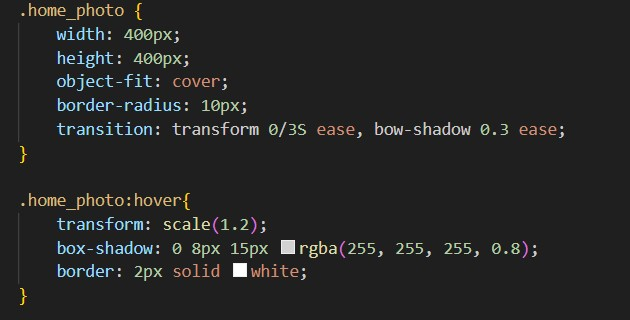 .home_photo {
    width: 400px;
    height: 400px;
    object-fit: cover;
    border-radius: 10px;
    transition: transform 0/3S ease, bow-shadow 0.3 ease;
}

.home_photo:hover{
    transform: scale(1.2);
    box-shadow: 0 8px 15px rgba(255, 255, 255, 0.8);
    border: 2px solid white;
}